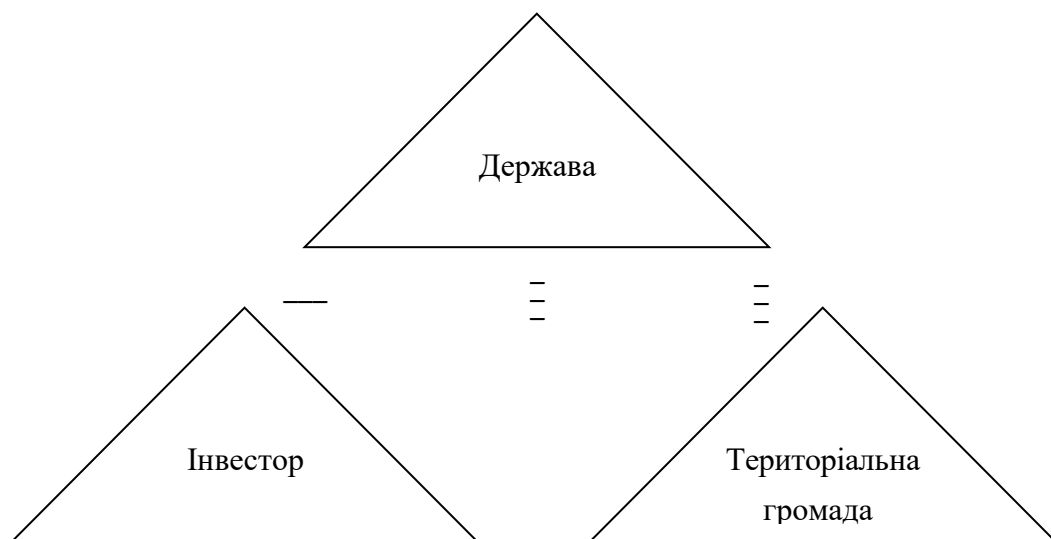 Держава
Інвестор
Територіальна
громада